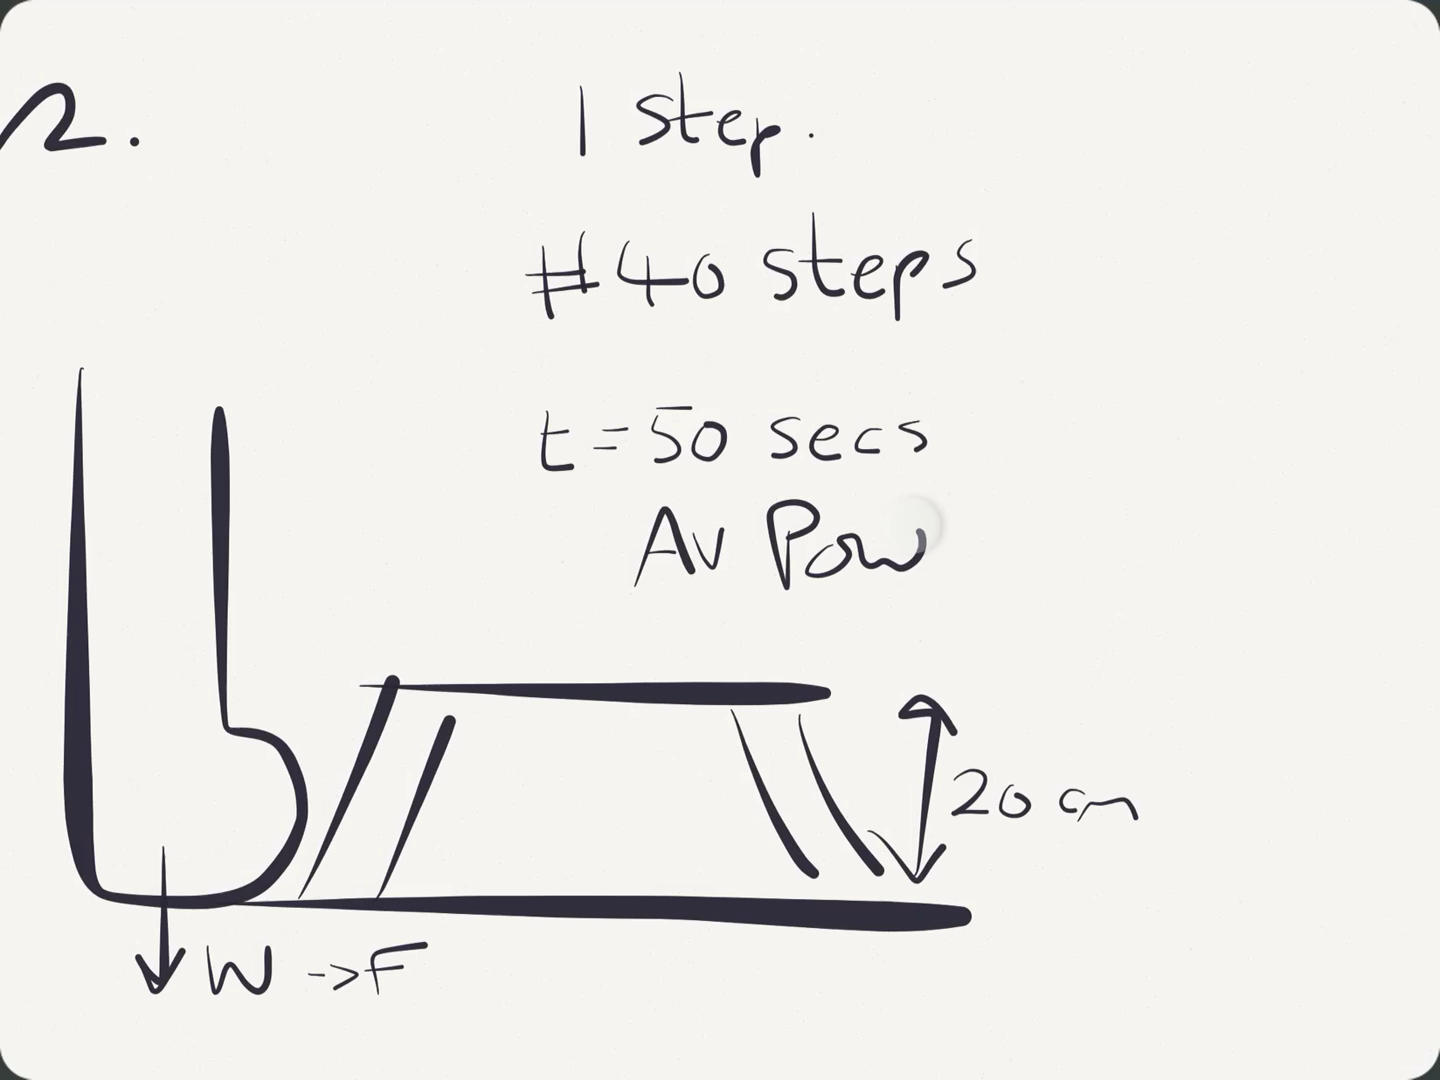 2.
1 step.
#40 steps
t = 50 secs
Av Pow
20 cm
W -> F